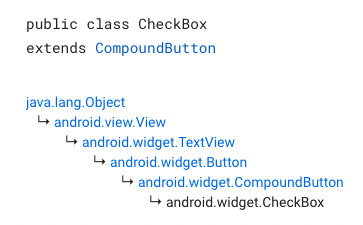 public class CheckBox
extends CompoundButton
java.lang.Object
↳ android.view.View
↳ android.widget.TextView
↳ android.widget.Button
↳ android.widget.CompoundButton
↳ android.widget.CheckBox